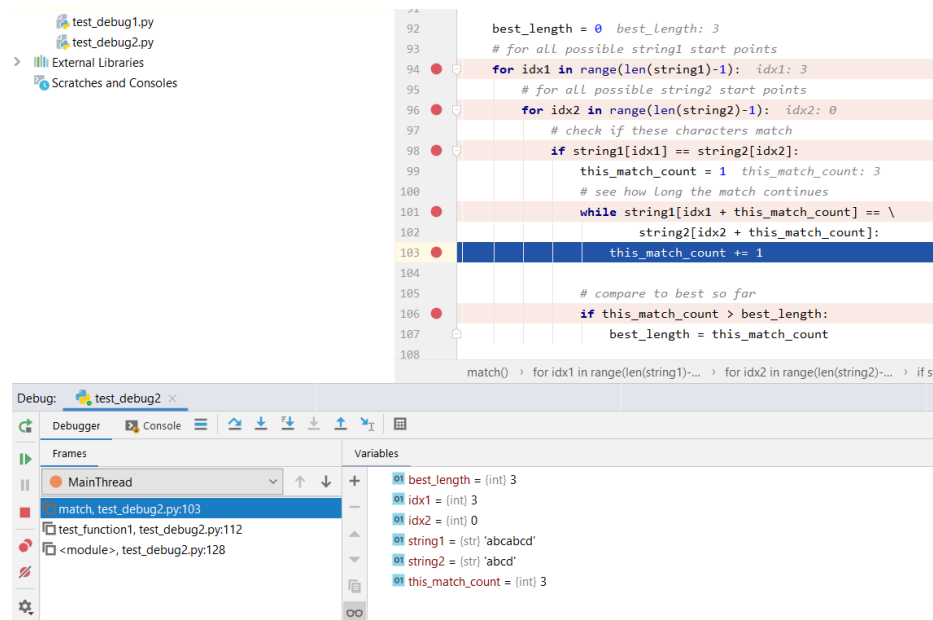 test_debug1.py
test_debug2.py
External Libraries
Scratches and Consoles
92 best_length = 0 best_length: 3
93 # for all possible string1 start points
94 for idx1 in range(len(string1)-1): idx1: 3
95 # for all possible string2 start points
96 for idx2 in range(len(string2)-1): idx2: 0
97 # check if these characters match
98 if string1[idx1] == string2[idx2]:
99 this_match_count = 1 this_match_count: 3
100 # see how long the match continues
101 while string1[idx1 + this_match_count] == \
102 string2[idx2 + this_match_count]:
103 this_match_count += 1
104
105 # compare to best so far
106 if this_match_count > best_length:
107 best_length = this_match_count
108
match() › for idx1 in range(len(string1)-... › for idx2 in range(len(string2)-... › if s
Debug: test_debug2
Debugger Console
Frames
Variables
MainThread
match, test_debug2.py:103
test_function1, test_debug2.py:112
<module>, test_debug2.py:128
01 best_length = {int} 3
01 idx1 = {int} 3
01 idx2 = {int} 0
01 string1 = {str} 'abcabcd'
01 string2 = {str} 'abcd'
01 this_match_count = {int} 3